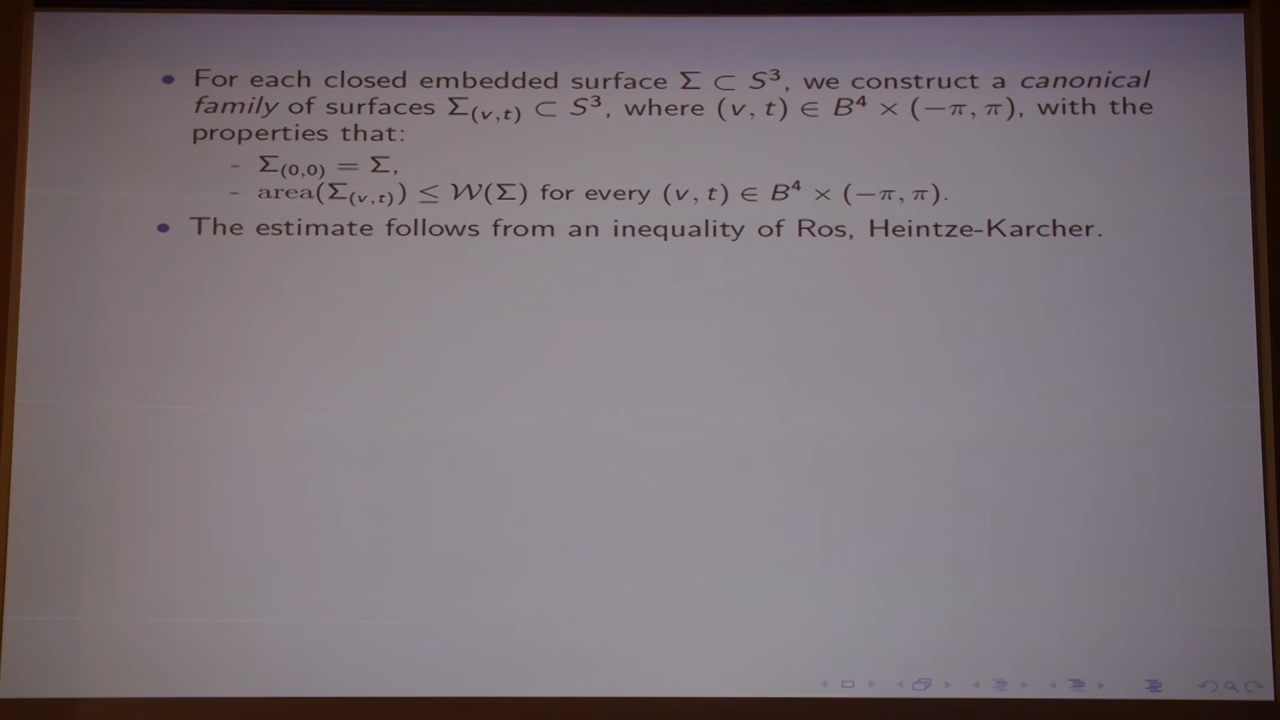 • For each closed embedded surface Σ ⊂ S³, we construct a canonical
family of surfaces Σ₍ᵥ,ₜ₎ ⊂ S³, where (v, t) ∈ B⁴ × (−π, π), with the
properties that:
- Σ₍₀,₀₎ = Σ,
- area(Σ₍ᵥ,ₜ₎) ≤ 𝒲(Σ) for every (v, t) ∈ B⁴ × (−π, π).
• The estimate follows from an inequality of Ros, Heintze-Karcher.